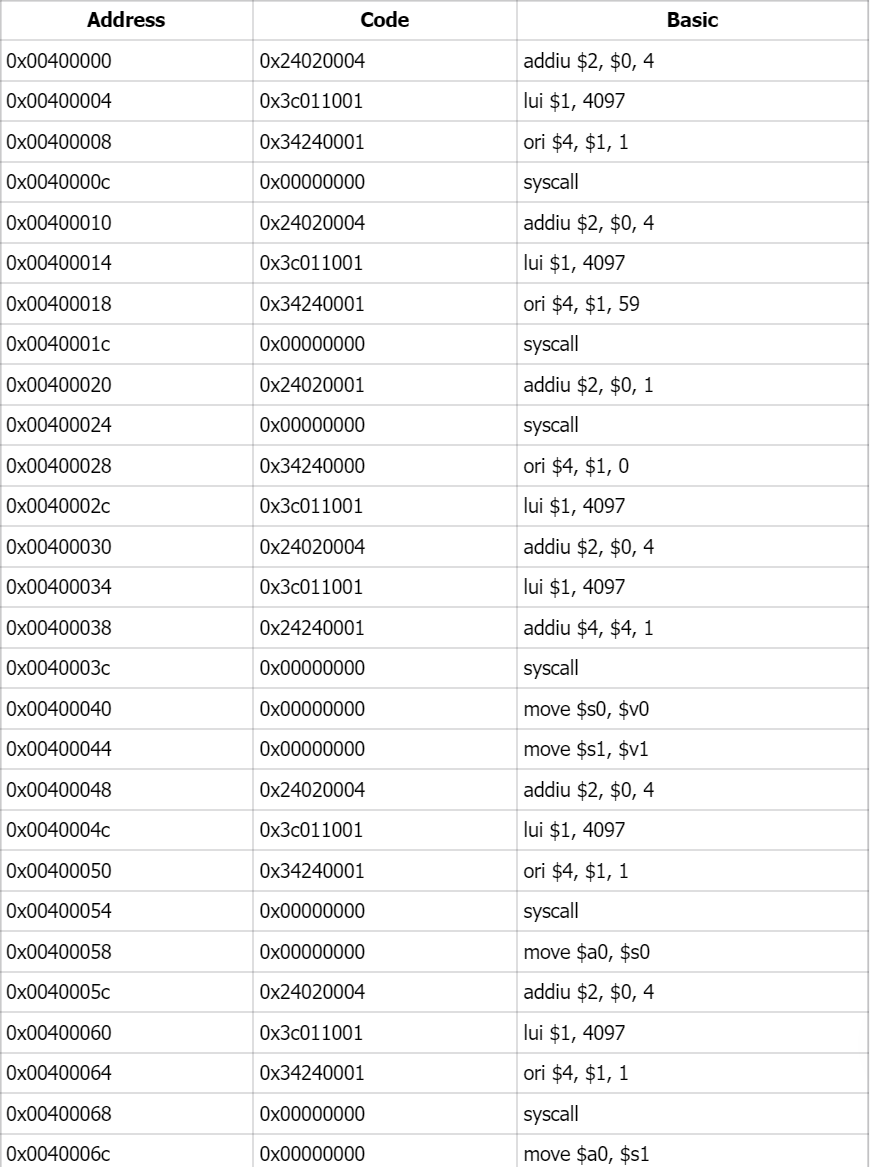 Address Code Basic
0x00400000 0x24020004 addiu $2, $0, 4
0x00400004 0x3c011001 lui $1, 4097
0x00400008 0x34240001 ori $4, $1, 1
0x0040000c 0x00000000 syscall
0x00400010 0x24020004 addiu $2, $0, 4
0x00400014 0x3c011001 lui $1, 4097
0x00400018 0x34240001 ori $4, $1, 59
0x0040001c 0x00000000 syscall
0x00400020 0x24020001 addiu $2, $0, 1
0x00400024 0x00000000 syscall
0x00400028 0x34240000 ori $4, $1, 0
0x0040002c 0x3c011001 lui $1, 4097
0x00400030 0x24020004 addiu $2, $0, 4
0x00400034 0x3c011001 lui $1, 4097
0x00400038 0x24240001 addiu $4, $4, 1
0x0040003c 0x00000000 syscall
0x00400040 0x00000000 move $s0, $v0
0x00400044 0x00000000 move $s1, $v1
0x00400048 0x24020004 addiu $2, $0, 4
0x0040004c 0x3c011001 lui $1, 4097
0x00400050 0x34240001 ori $4, $1, 1
0x00400054 0x00000000 syscall
0x00400058 0x00000000 move $a0, $s0
0x0040005c 0x24020004 addiu $2, $0, 4
0x00400060 0x3c011001 lui $1, 4097
0x00400064 0x34240001 ori $4, $1, 1
0x00400068 0x00000000 syscall
0x0040006c 0x00000000 move $a0, $s1